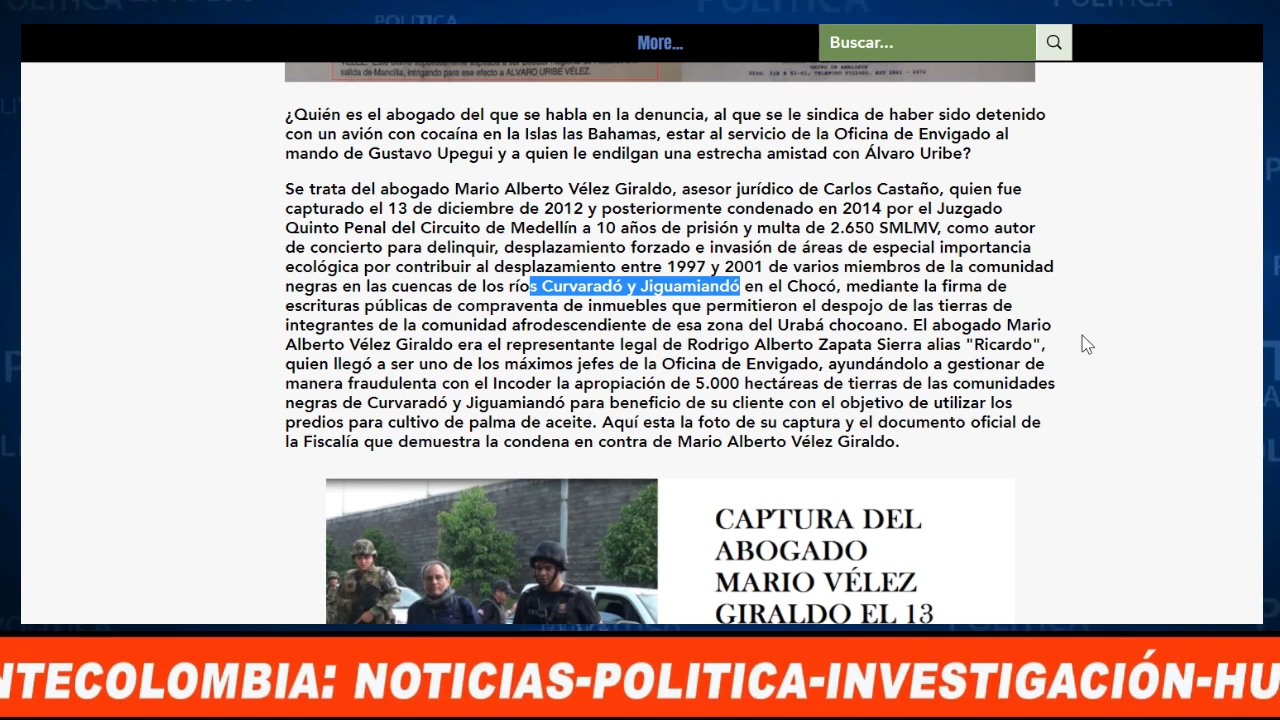 POLITICA
More...
Buscar...
salida de Mancilla, intrigando para ese efecto a ALVARO URIBE VÉLEZ.
¿Quién es el abogado del que se habla en la denuncia, al que se le sindica de haber sido detenido
con un avión con cocaína en la Islas las Bahamas, estar al servicio de la Oficina de Envigado al
mando de Gustavo Upegui y a quien le endilgan una estrecha amistad con Álvaro Uribe?
Se trata del abogado Mario Alberto Vélez Giraldo, asesor jurídico de Carlos Castaño, quien fue
capturado el 13 de diciembre de 2012 y posteriormente condenado en 2014 por el Juzgado
Quinto Penal del Circuito de Medellín a 10 años de prisión y multa de 2.650 SMLMV, como autor
de concierto para delinquir, desplazamiento forzado e invasión de áreas de especial importancia
ecológica por contribuir al desplazamiento entre 1997 y 2001 de varios miembros de la comunidad
negras en las cuencas de los ríos Curvaradó y Jiguamiandó en el Chocó, mediante la firma de
escrituras públicas de compraventa de inmuebles que permitieron el despojo de las tierras de
integrantes de la comunidad afrodescendiente de esa zona del Urabá chocoano. El abogado Mario
Alberto Vélez Giraldo era el representante legal de Rodrigo Alberto Zapata Sierra alias "Ricardo",
quien llegó a ser uno de los máximos jefes de la Oficina de Envigado, ayundándolo a gestionar de
manera fraudulenta con el Incoder la apropiación de 5.000 hectáreas de tierras de las comunidades
negras de Curvaradó y Jiguamiandó para beneficio de su cliente con el objetivo de utilizar los
predios para cultivo de palma de aceite. Aquí esta la foto de su captura y el documento oficial de
la Fiscalía que demuestra la condena en contra de Mario Alberto Vélez Giraldo.
CAPTURA DEL
ABOGADO
MARIO VÉLEZ
GIRALDO EL 13
NTECOLOMBIA: NOTICIAS-POLITICA-INVESTIGACIÓN-HU